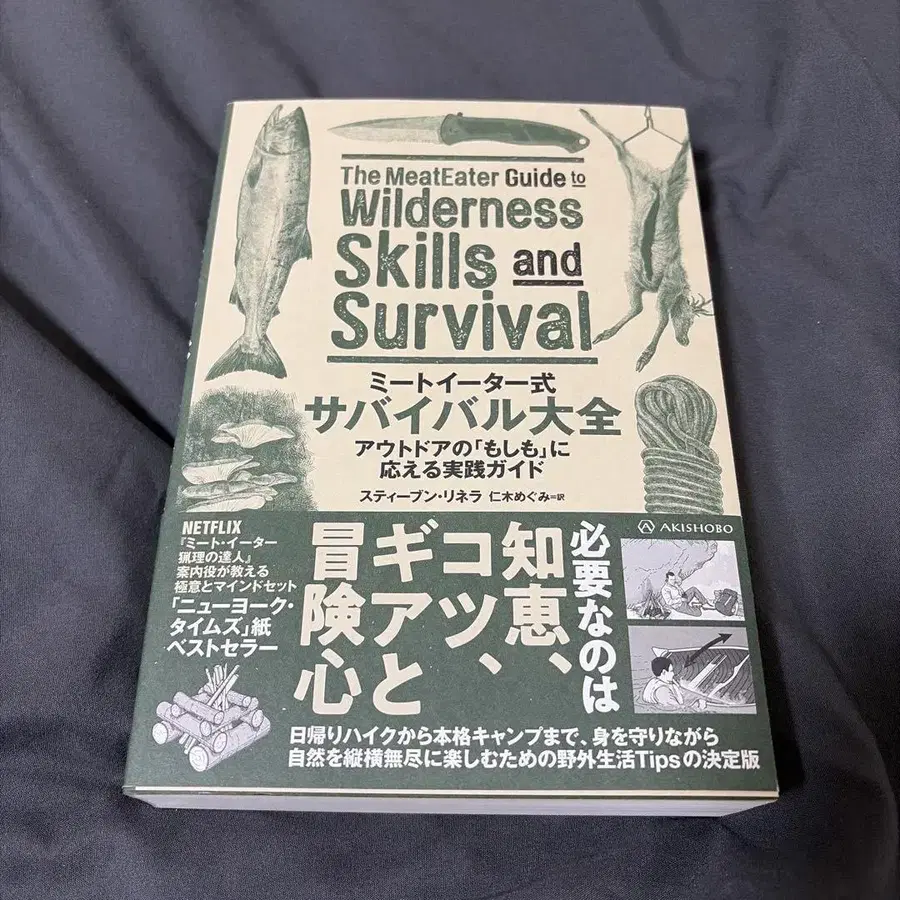 The MeatEater Guide to
Wilderness
Skills and
Survival
ミートイーター式
サバイバル大全
アウトドアの「もしも」に
応える実践ガイド
スティーブン・リネラ 仁木めぐみ=訳
AKISHOBO
必要なのは
知恵、
コツ、
ギアと
冒険心
NETFLIX
『ミート・イーター
猟理の達人』
案内役が教える
極意とマインドセット
「ニューヨーク・
タイムズ」紙
ベストセラー
日帰りハイクから本格キャンプまで、身を守りながら
自然を縦横無尽に楽しむための野外生活Tipsの決定版